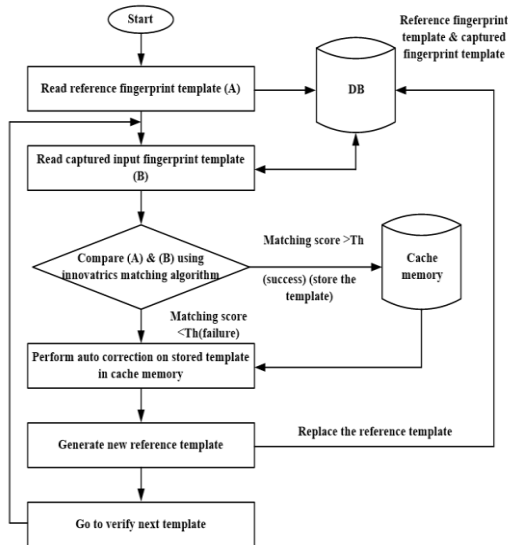 Start
Reference fingerprint
template & captured
fingerprint template
Read reference fingerprint template (A)
DB
Read captured input fingerprint template
(B)
Compare (A) & (B) using
innovatrics matching algorithm
Matching score >Th
(success) (store the
template)
Cache
memory
Matching score
<Th(failure)
Perform auto correction on stored template
in cache memory
Generate new reference template
Replace the reference template
Go to verify next template